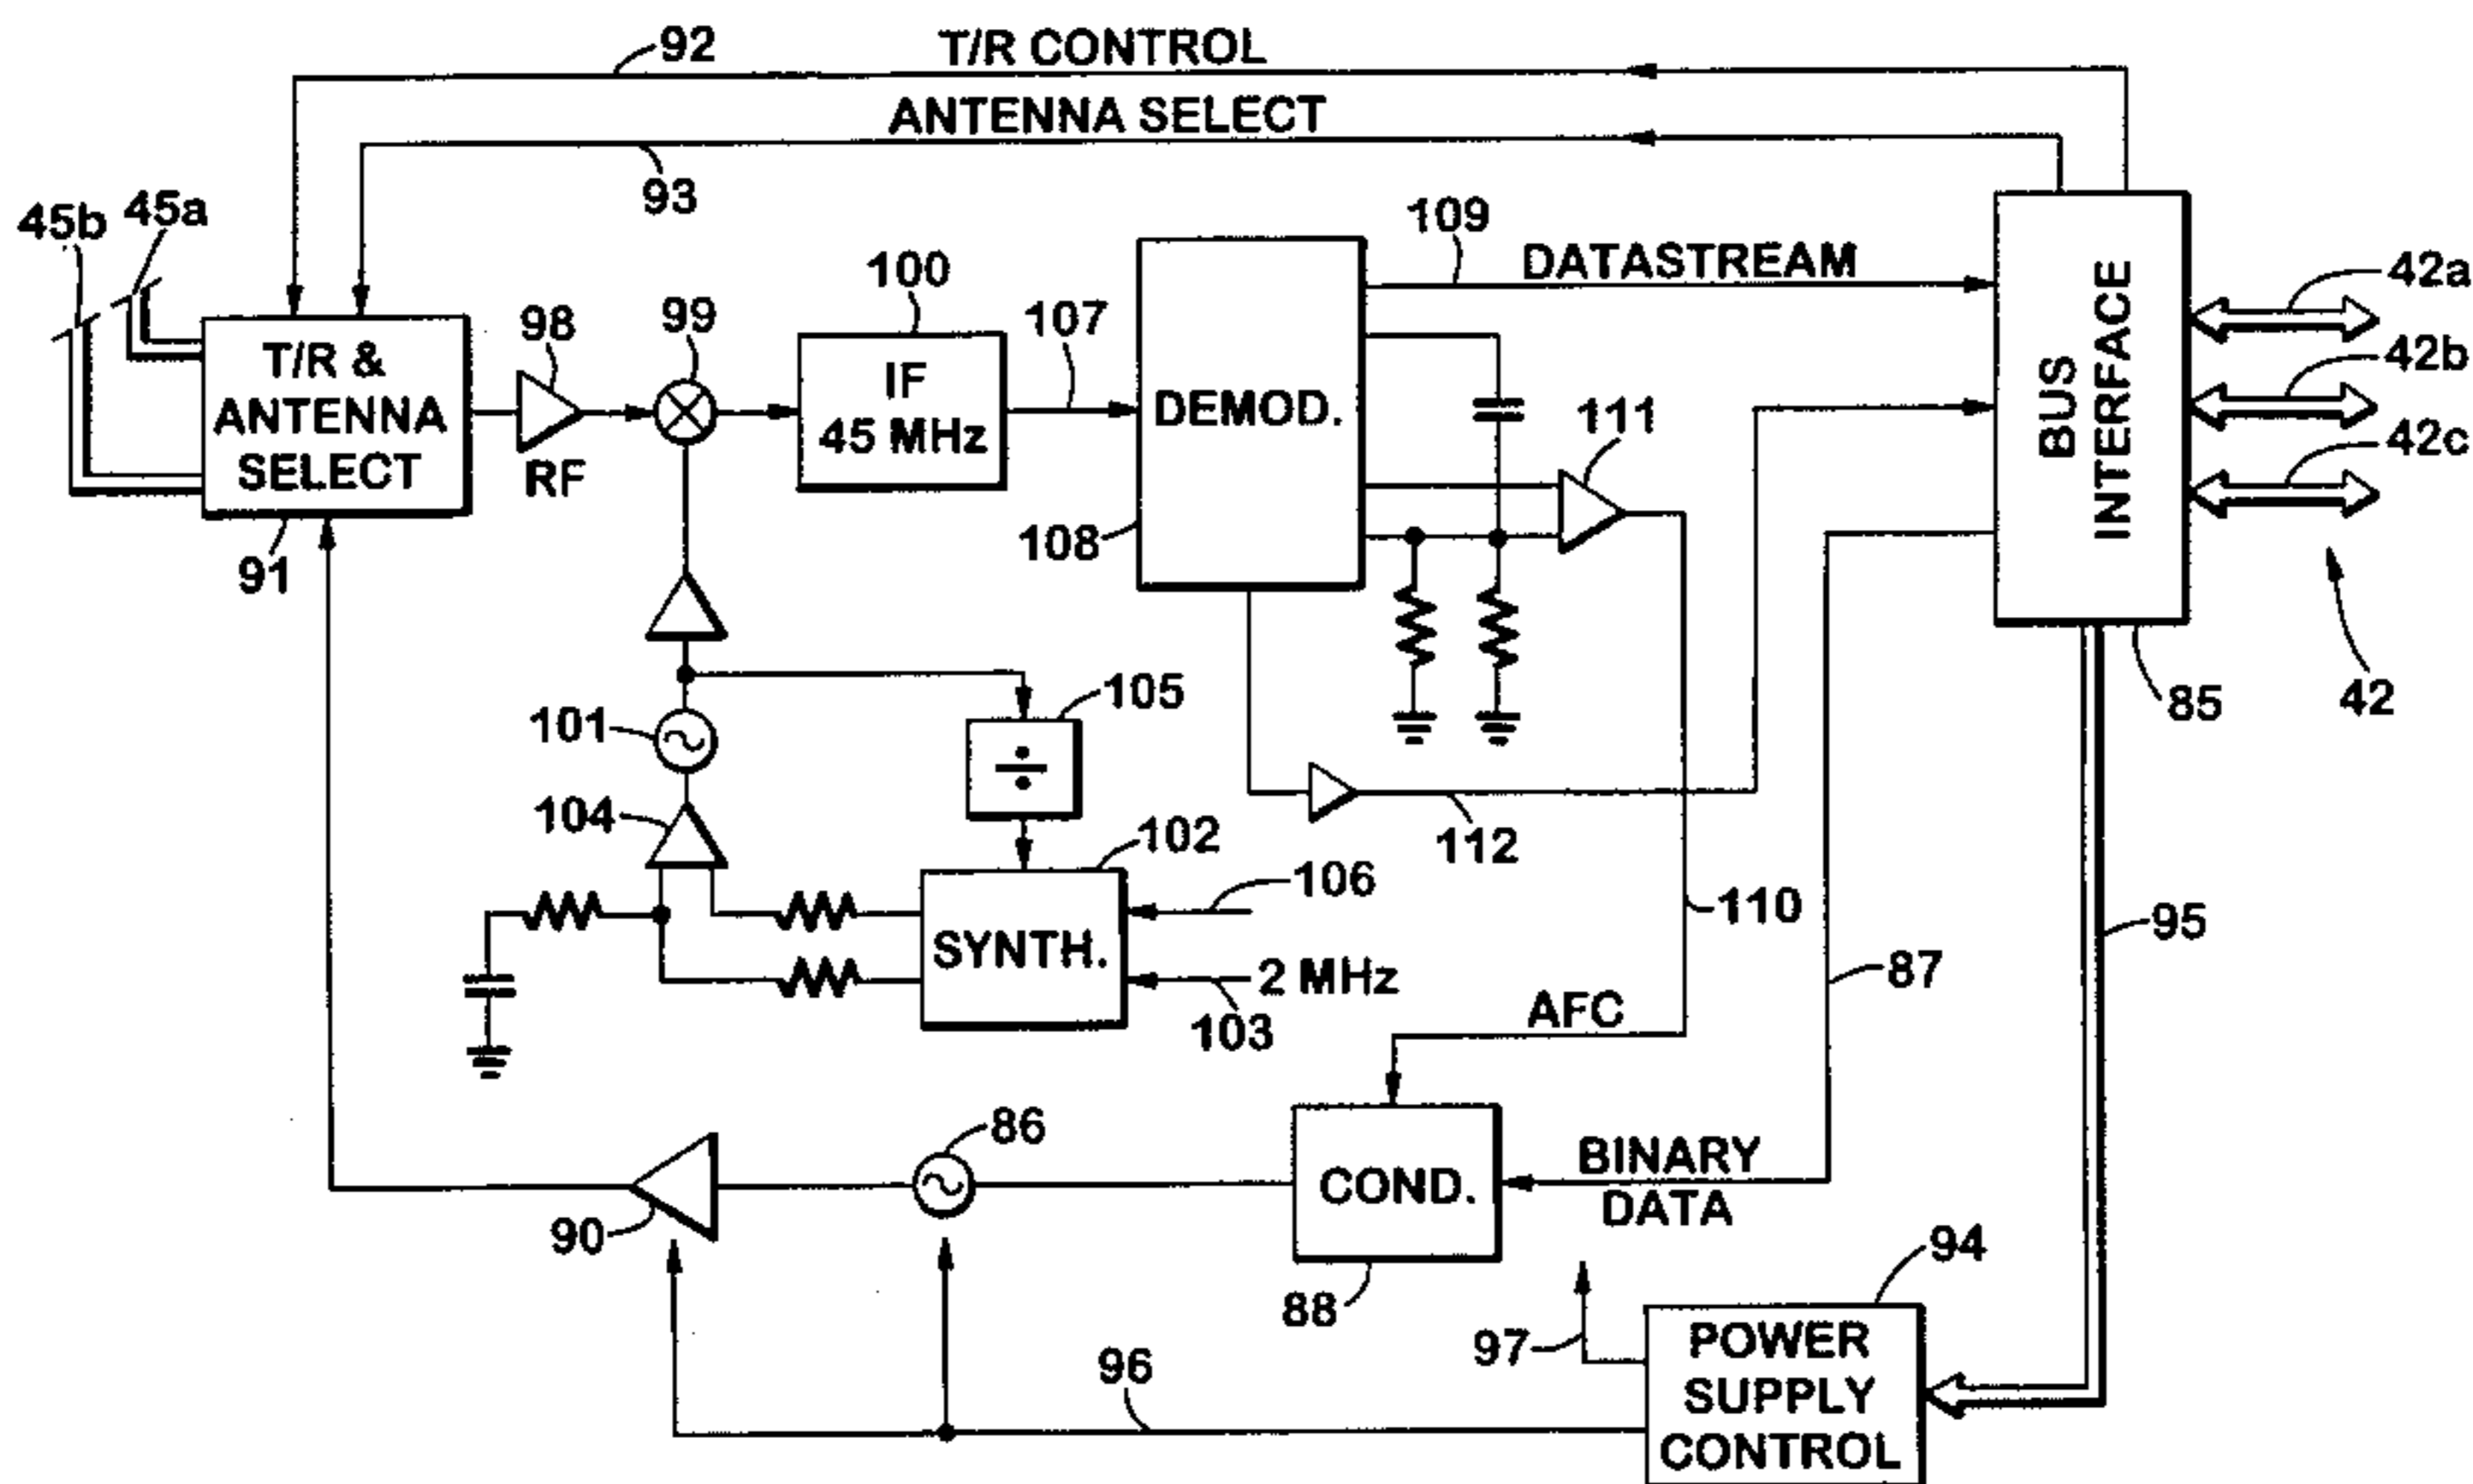 92
T/R CONTROL
ANTENNA SELECT
93
45b
45a
109
DATASTREAM
100
98
99
107
42a
T/R &
ANTENNA
SELECT
RF
IF
45 MHz
DEMOD.
111
BUS
INTERFACE
42b
42c
91
108
105
85
42
101
104
102
112
106
110
95
SYNTH.
2 MHz
103
87
AFC
86
COND.
BINARY
DATA
90
88
94
97
96
POWER
SUPPLY
CONTROL